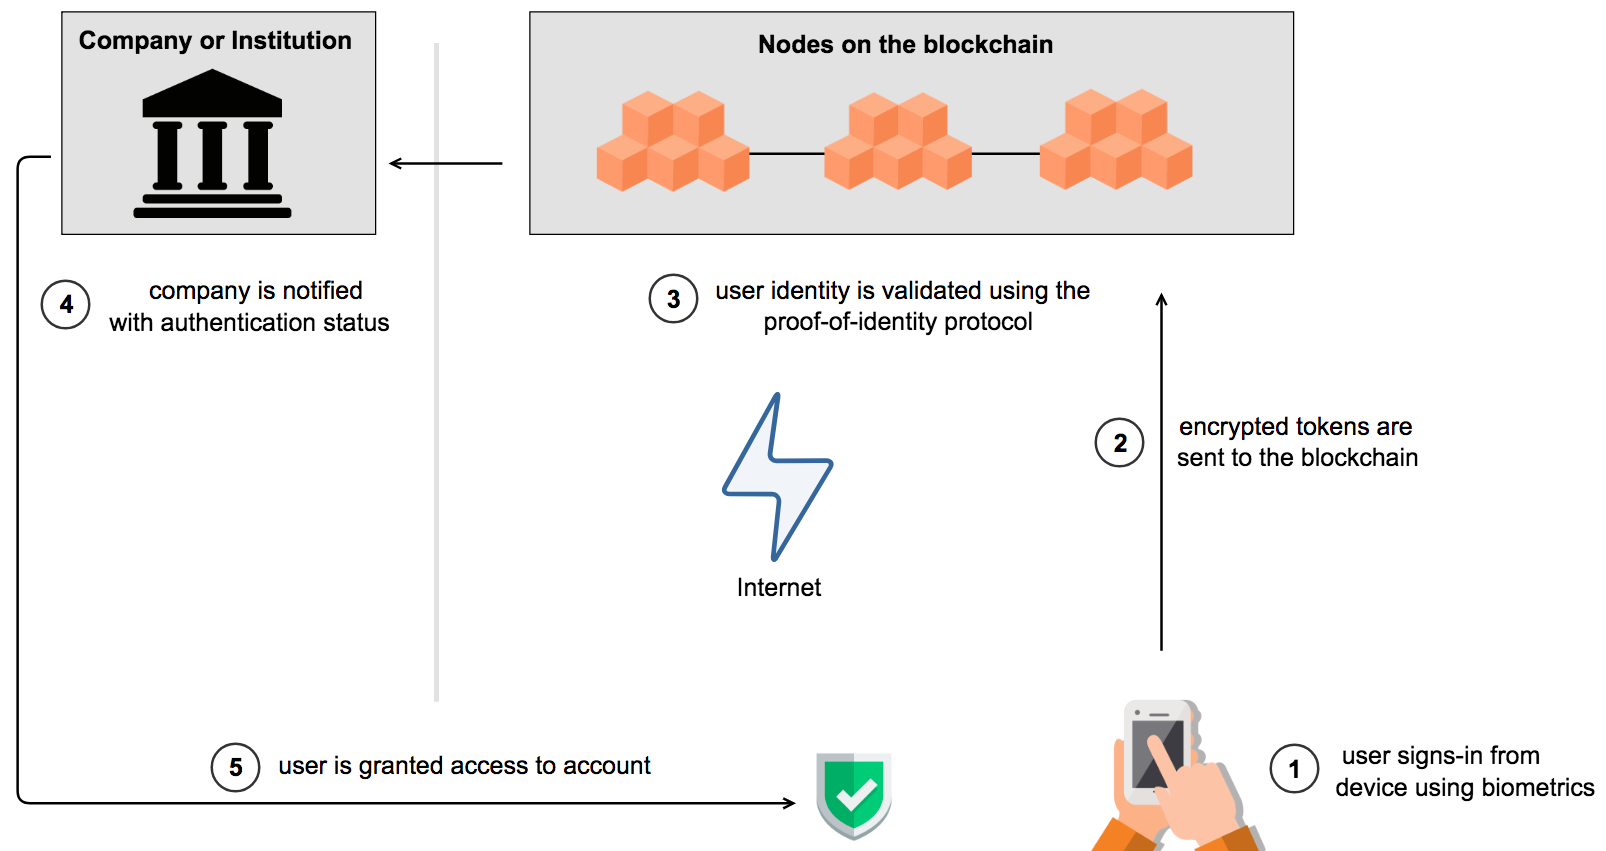 Company or Institution
Nodes on the blockchain
4
company is notified
with authentication status
3
user identity is validated using the
proof-of-identity protocol
2
encrypted tokens are
sent to the blockchain
Internet
5
user is granted access to account
1
user signs-in from
device using biometrics